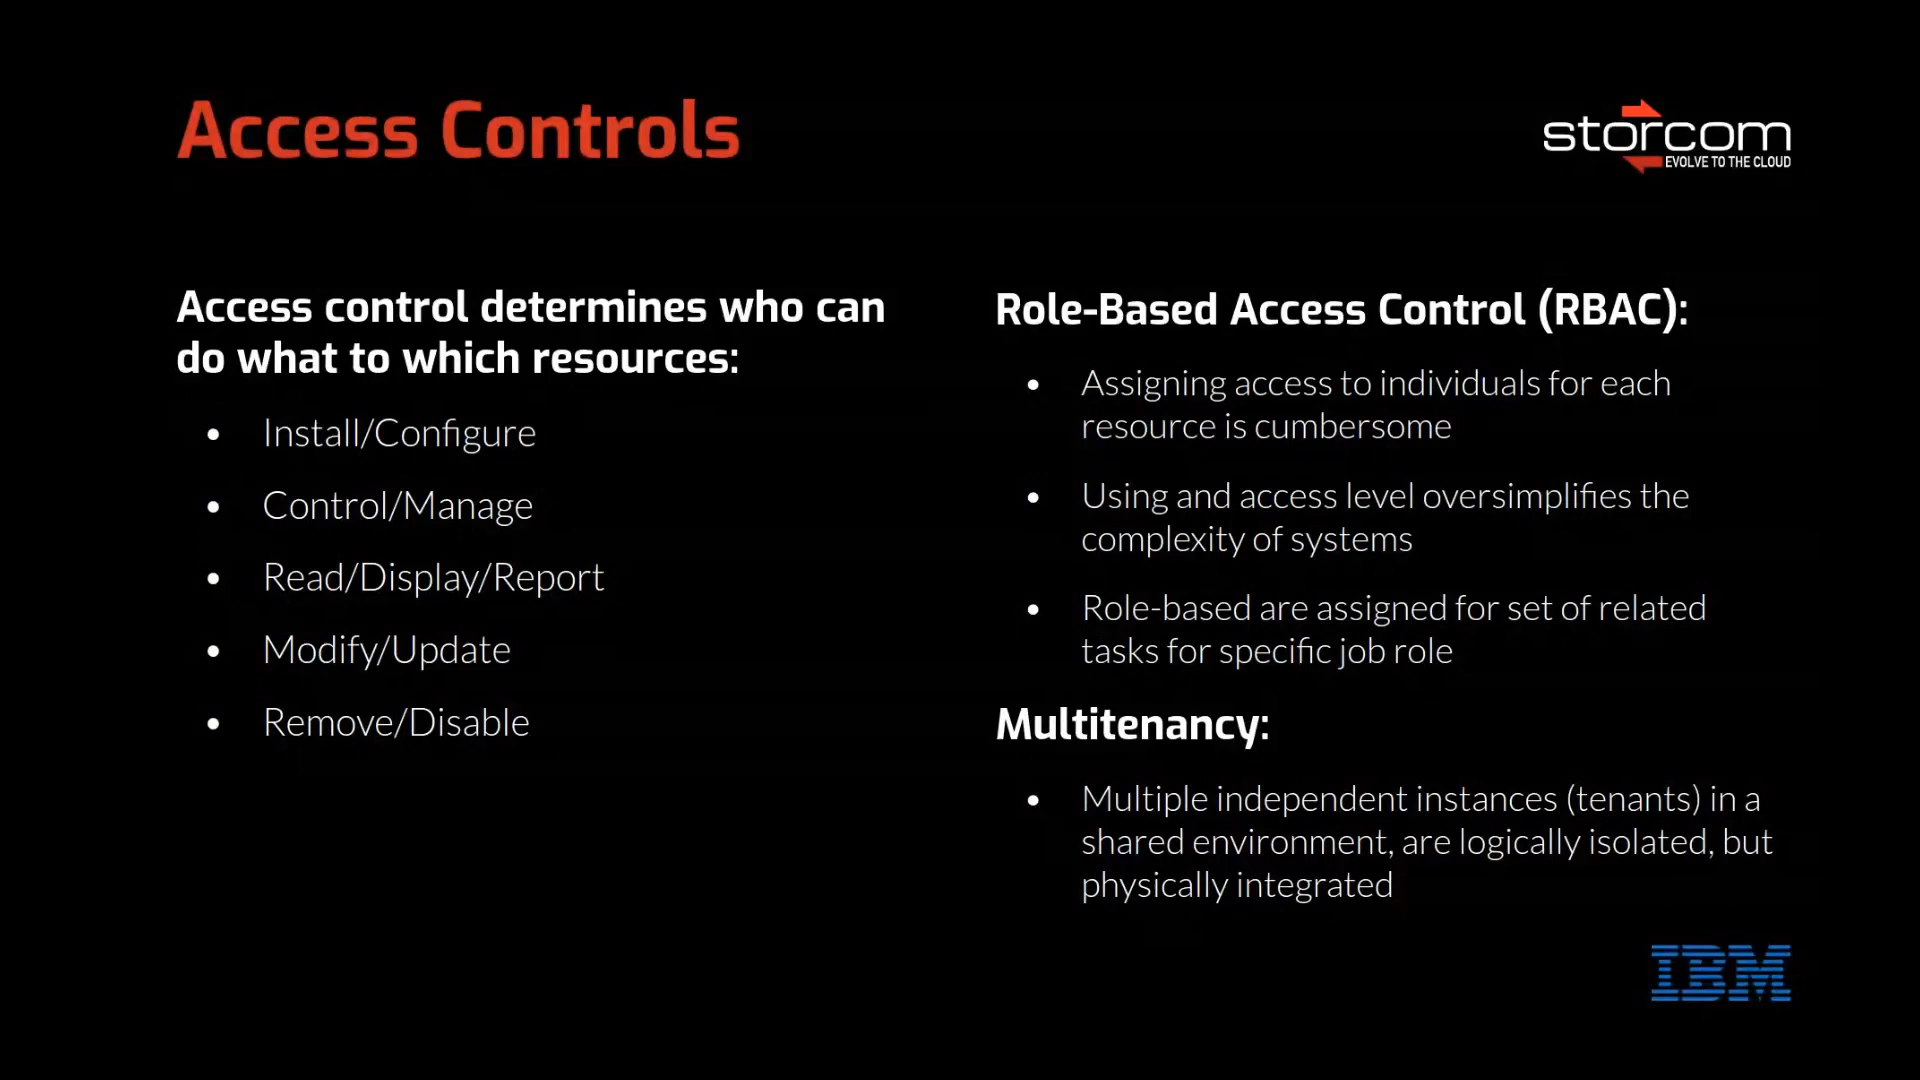 Access Controls
storcom
EVOLVE TO THE CLOUD
Access control determines who can
do what to which resources:
• Install/Configure
• Control/Manage
• Read/Display/Report
• Modify/Update
• Remove/Disable
Role-Based Access Control (RBAC):
• Assigning access to individuals for each
resource is cumbersome
• Using and access level oversimplifies the
complexity of systems
• Role-based are assigned for set of related
tasks for specific job role
Multitenancy:
• Multiple independent instances (tenants) in a
shared environment, are logically isolated, but
physically integrated
IBM